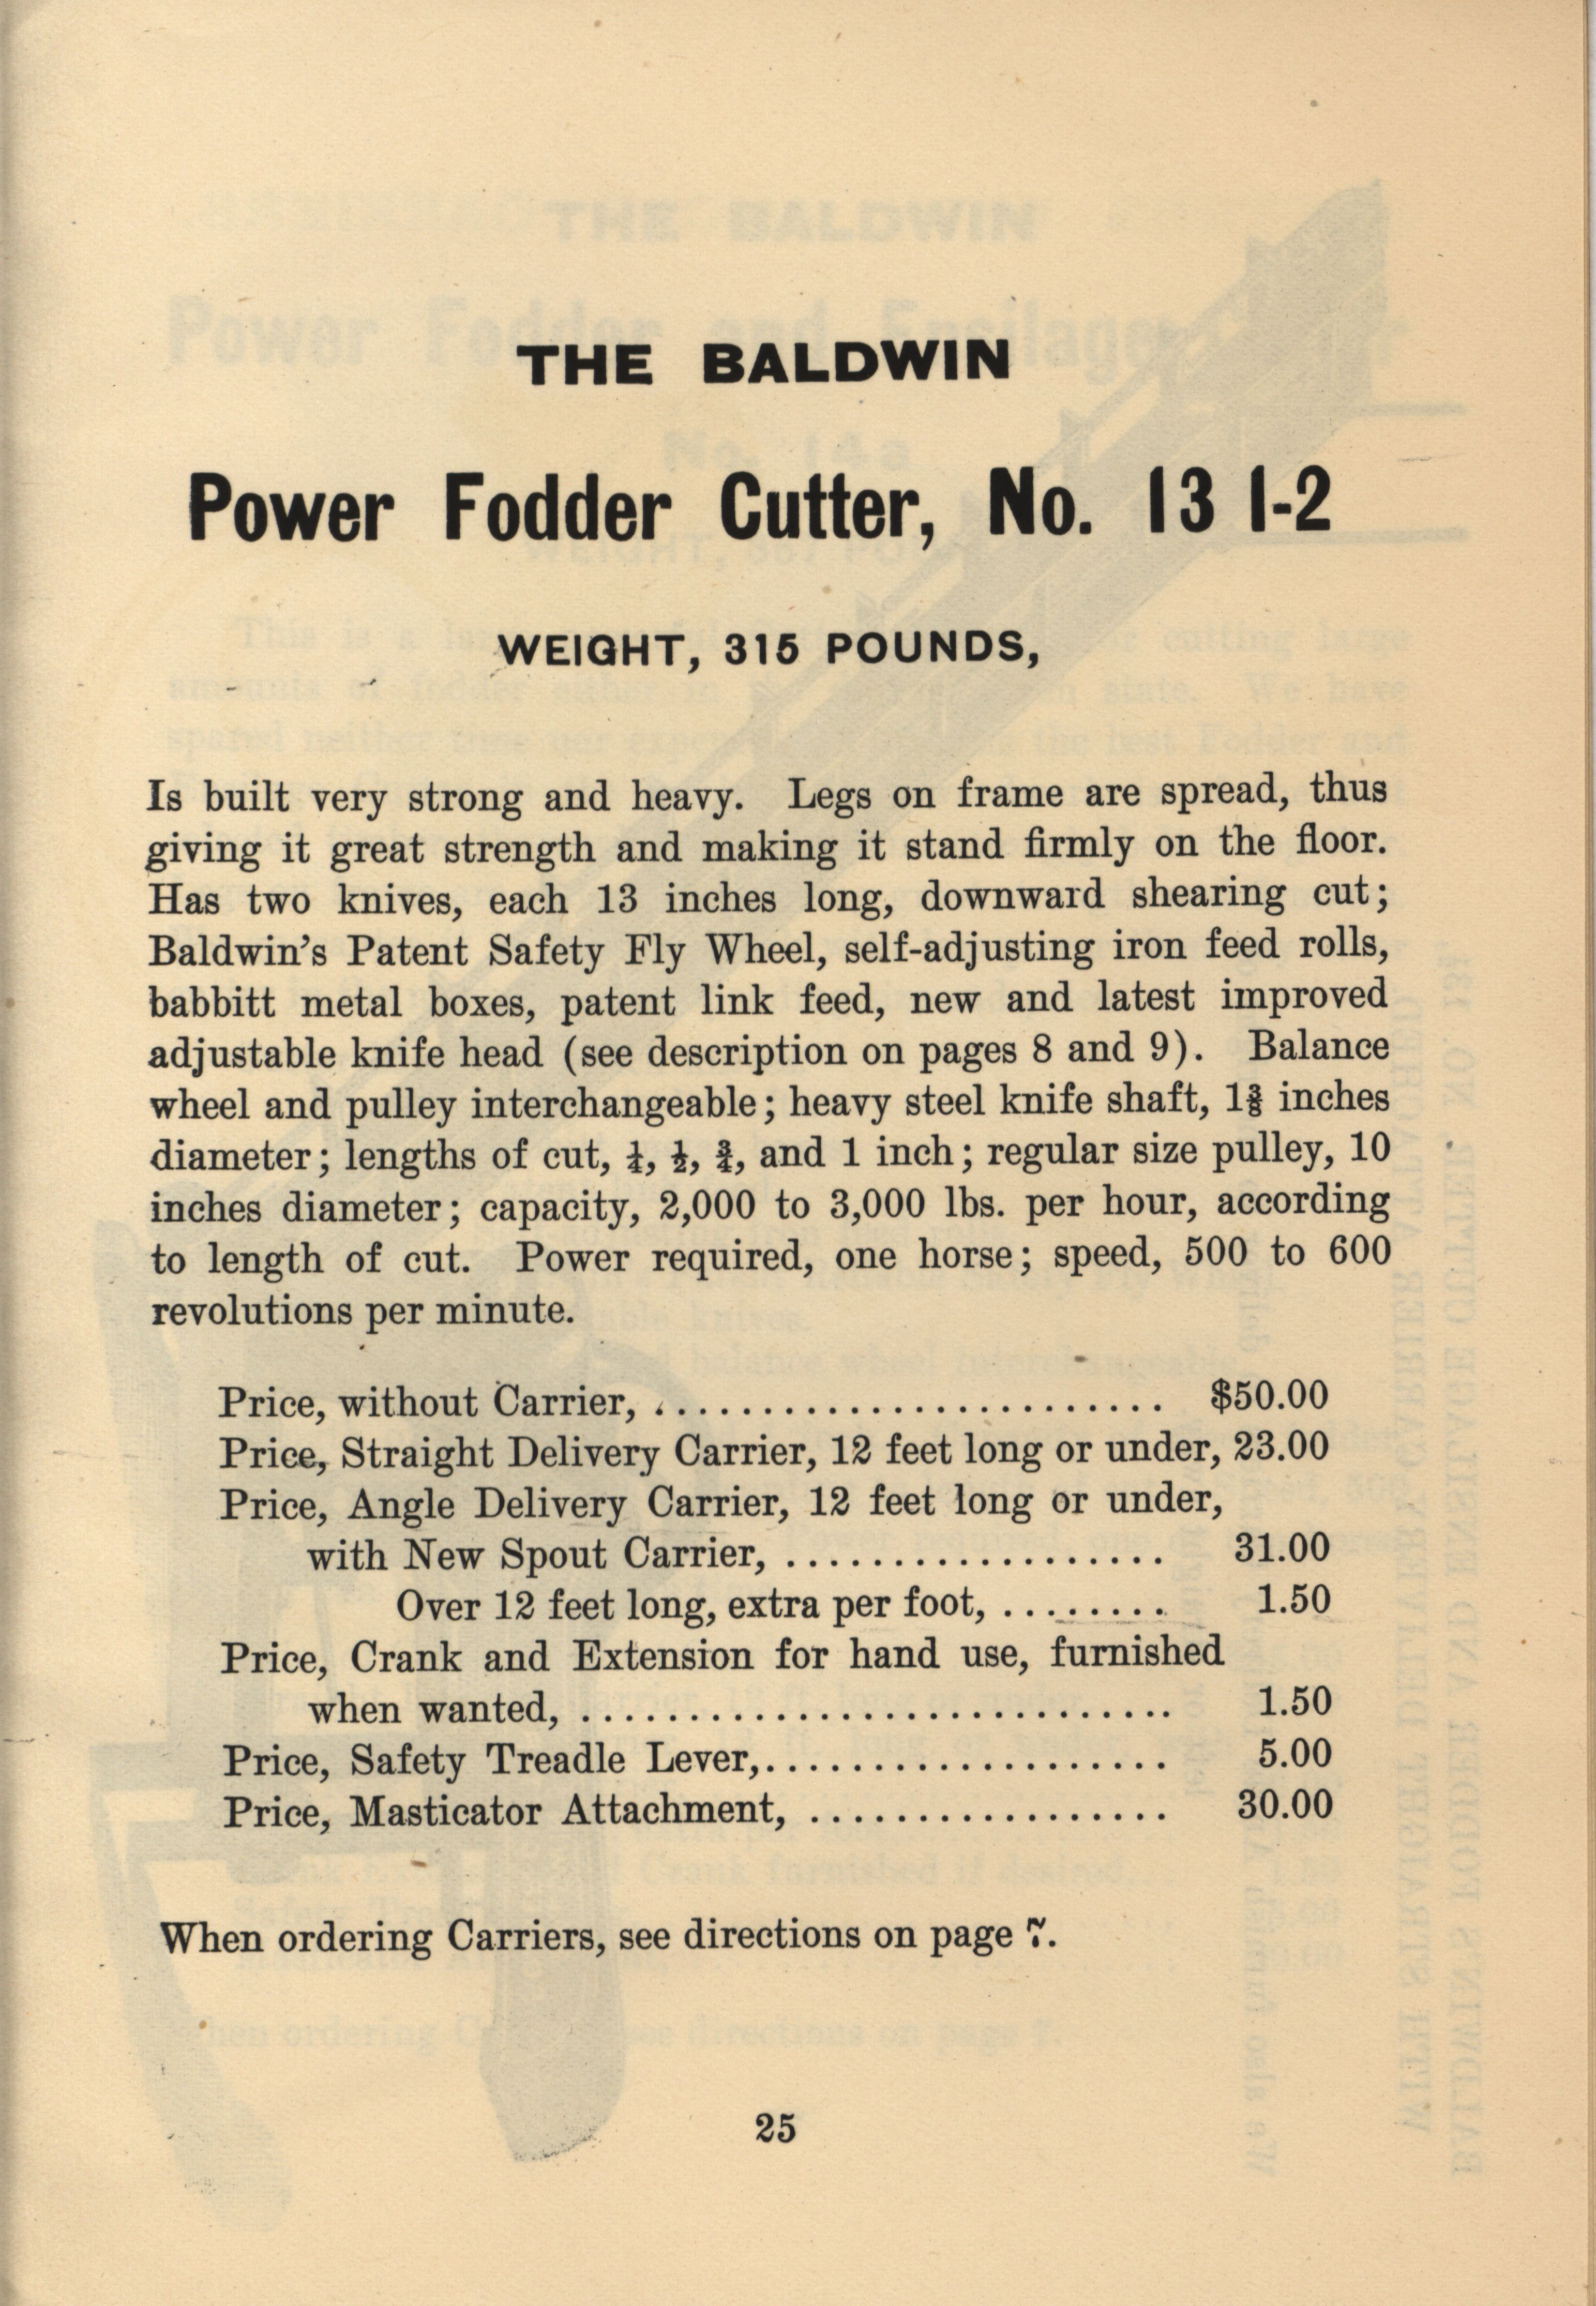 THE BALDWIN
Power Fodder Cutter, No. 13 1-2
WEIGHT, 315 POUNDS,
Is built very strong and heavy. Legs on frame are spread, thus
giving it great strength and making it stand firmly on the floor.
Has two knives, each 13 inches long, downward shearing cut;
Baldwin's Patent Safety Fly Wheel, self-adjusting iron feed rolls,
babbitt metal boxes, patent link feed, new and latest improved
adjustable knife head (see description on pages 8 and 9). Balance
wheel and pulley interchangeable; heavy steel knife shaft, 1⅜ inches
diameter; lengths of cut, ¼, ½, ¾, and 1 inch; regular size pulley, 10
inches diameter; capacity, 2,000 to 3,000 lbs. per hour, according
to length of cut. Power required, one horse; speed, 500 to 600
revolutions per minute.
Price, without Carrier, ........................ $50.00
Price, Straight Delivery Carrier, 12 feet long or under, 23.00
Price, Angle Delivery Carrier, 12 feet long or under,
with New Spout Carrier, .................. 31.00
Over 12 feet long, extra per foot, ........ 1.50
Price, Crank and Extension for hand use, furnished
when wanted, ............................ 1.50
Price, Safety Treadle Lever,................... 5.00
Price, Masticator Attachment, ................. 30.00
When ordering Carriers, see directions on page 7.
25